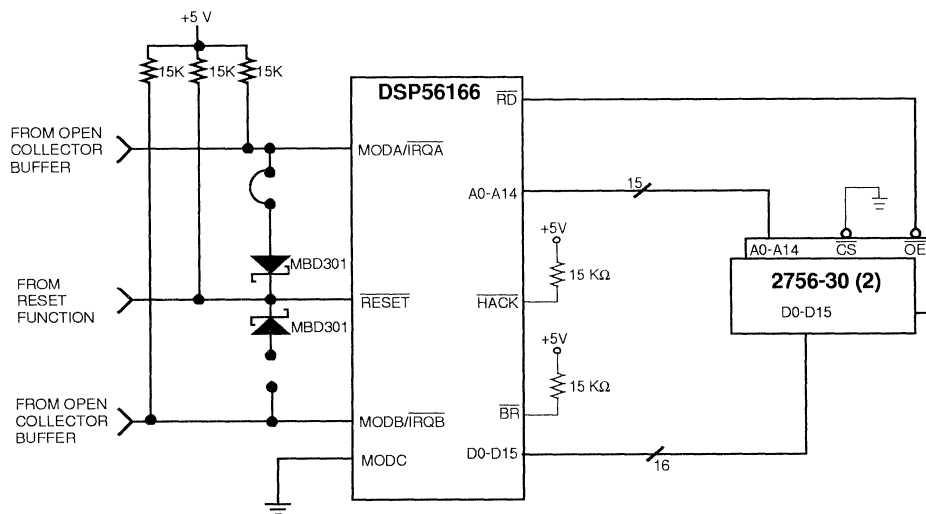 +5 V
15K
15K
15K
DSP56166
RD
FROM OPEN
COLLECTOR
BUFFER
MODA/IRQA
A0-A14
15
+5V
15 KΩ
A0-A14
CS
OE
MBD301
2756-30 (2)
D0-D15
FROM
RESET
FUNCTION
RESET
HACK
MBD301
+5V
15 KΩ
FROM OPEN
COLLECTOR
BUFFER
MODB/IRQB
BR
MODC
D0-D15
16